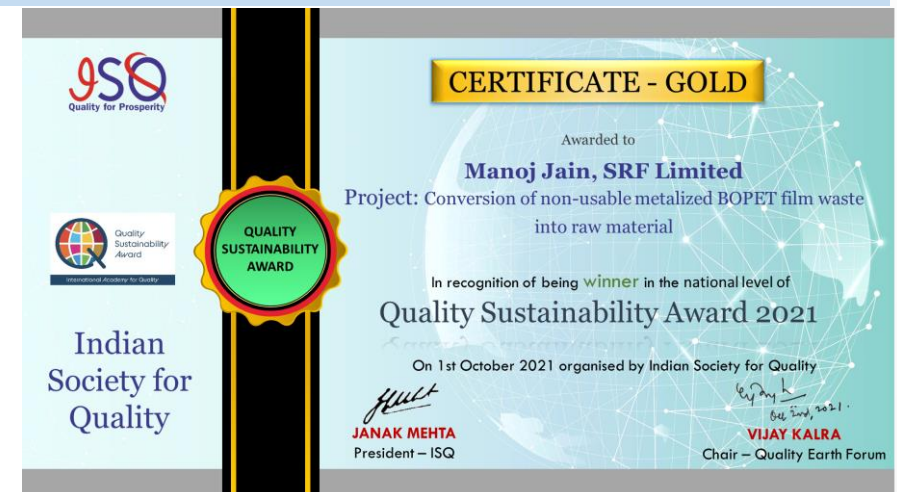 ISQ
Quality for Prosperity
Quality
Sustainability
Award
International Academy for Quality
Indian
Society for
Quality
QUALITY
SUSTAINABILITY
AWARD
CERTIFICATE - GOLD
Awarded to
Manoj Jain, SRF Limited
Project: Conversion of non-usable metalized BOPET film waste
into raw material
In recognition of being winner in the national level of
Quality Sustainability Award 2021
On 1st October 2021 organised by Indian Society for Quality
JANAK MEHTA
President – ISQ
Oct 2nd, 2021.
VIJAY KALRA
Chair – Quality Earth Forum